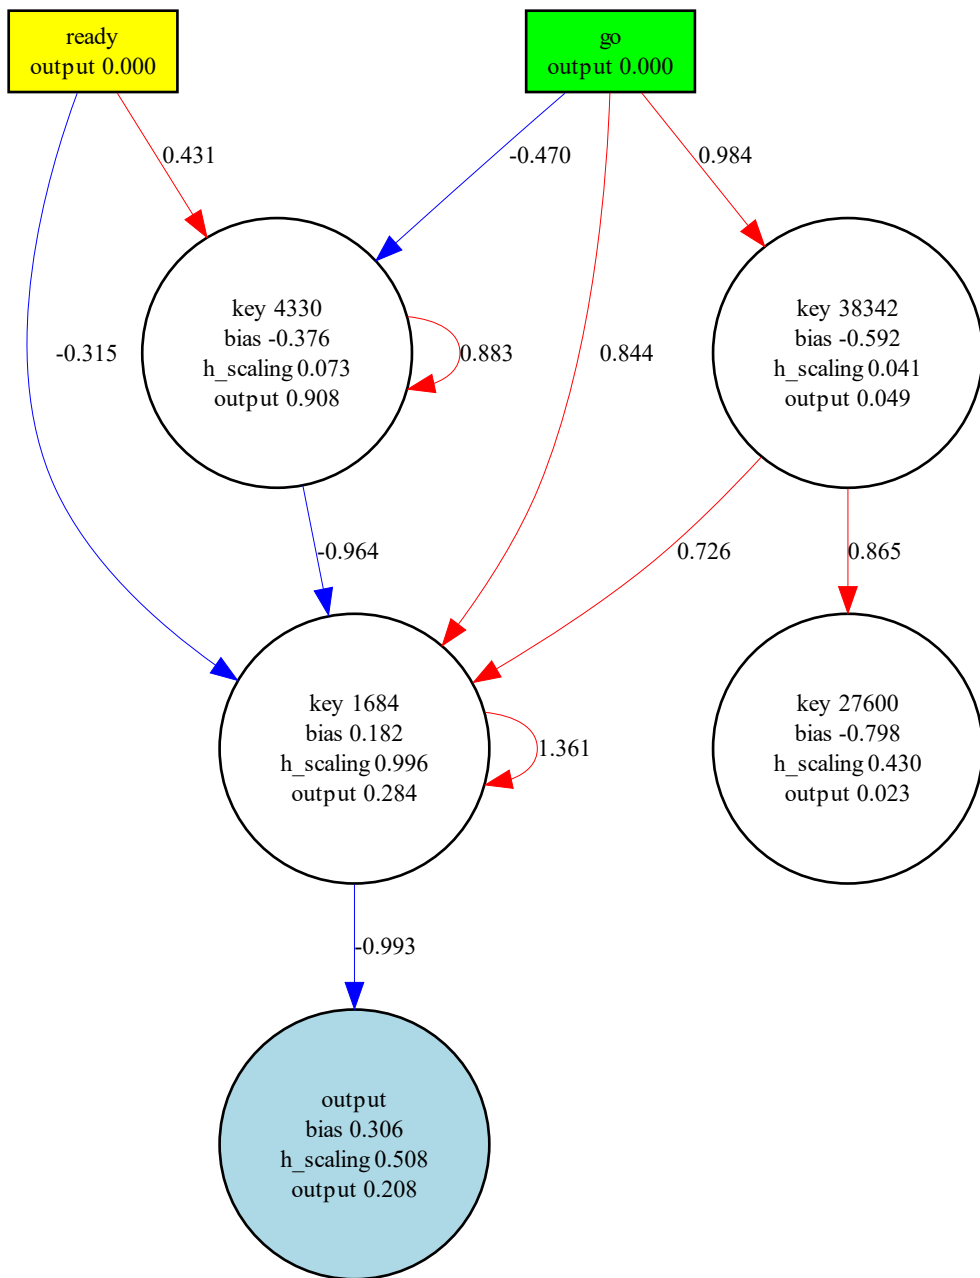 ready
output 0.000
go
output 0.000
0.431
-0.470
0.984
key 4330
bias -0.376
h_scaling 0.073
output 0.908
key 38342
bias -0.592
h_scaling 0.041
output 0.049
-0.315
0.883
0.844
-0.964
0.726
0.865
key 1684
bias 0.182
h_scaling 0.996
output 0.284
1.361
key 27600
bias -0.798
h_scaling 0.430
output 0.023
-0.993
output
bias 0.306
h_scaling 0.508
output 0.208